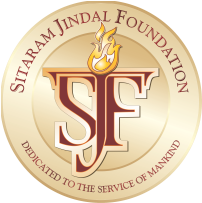 SITARAM JINDAL FOUNDATION
SJF
DEDICATED TO THE SERVICE OF MANKIND